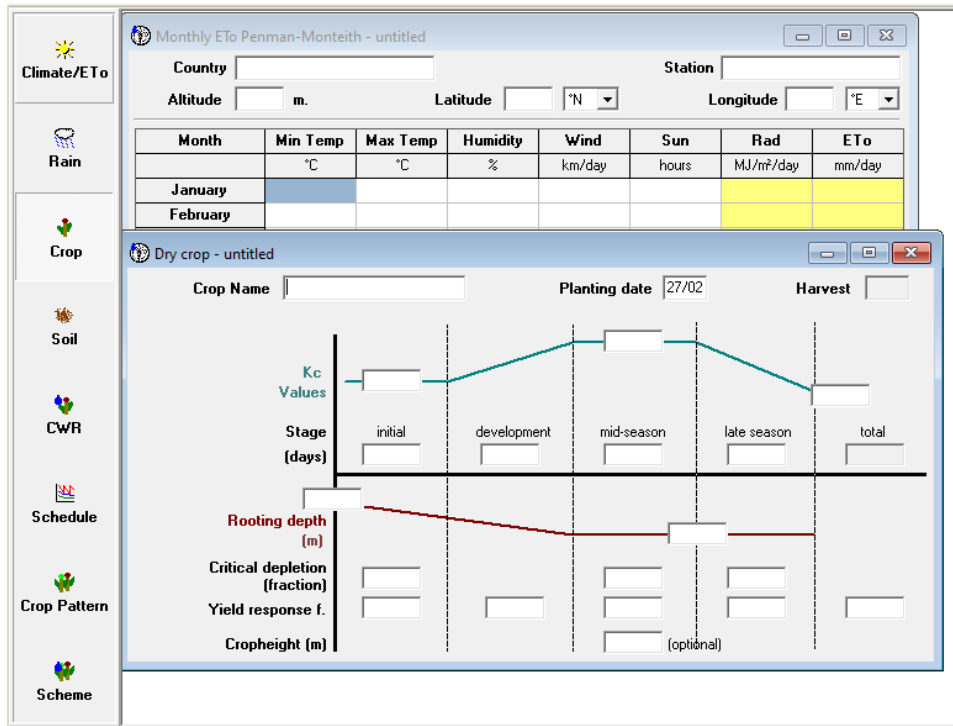 Climate/ETo
Rain
Crop
Soil
CWR
Schedule
Crop Pattern
Scheme
Monthly ETo Penman-Monteith - untitled
Country Station
Altitude m. Latitude °N Longitude °E
Month Min Temp Max Temp Humidity Wind Sun Rad ETo
°C °C % km/day hours MJ/m²/day mm/day
January
February
Dry crop - untitled
Crop Name Planting date 27/02 Harvest
Kc
Values
Stage initial development mid-season late season total
(days)
Rooting depth
(m)
Critical depletion
(fraction)
Yield response f.
Cropheight (m) (optional)